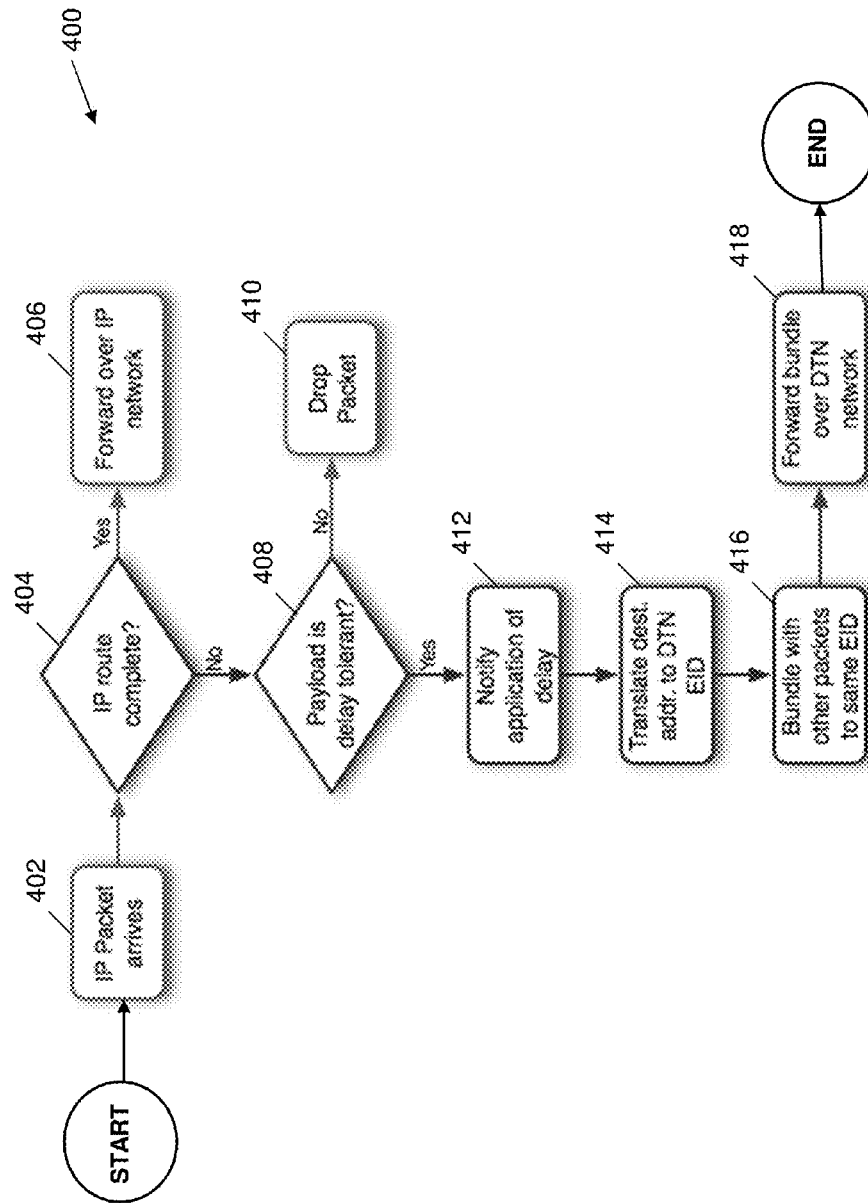 400
START
402
IP Packet
arrives
404
IP route
complete?
Yes
406
Forward over IP
network
No
408
Payload is
delay tolerant?
No
410
Drop
Packet
Yes
412
Notify
application of
delay
414
Translate dest.
addr. to DTN
EID
416
Bundle with
other packets
to same EID
418
Forward bundle
over DTN
network
END